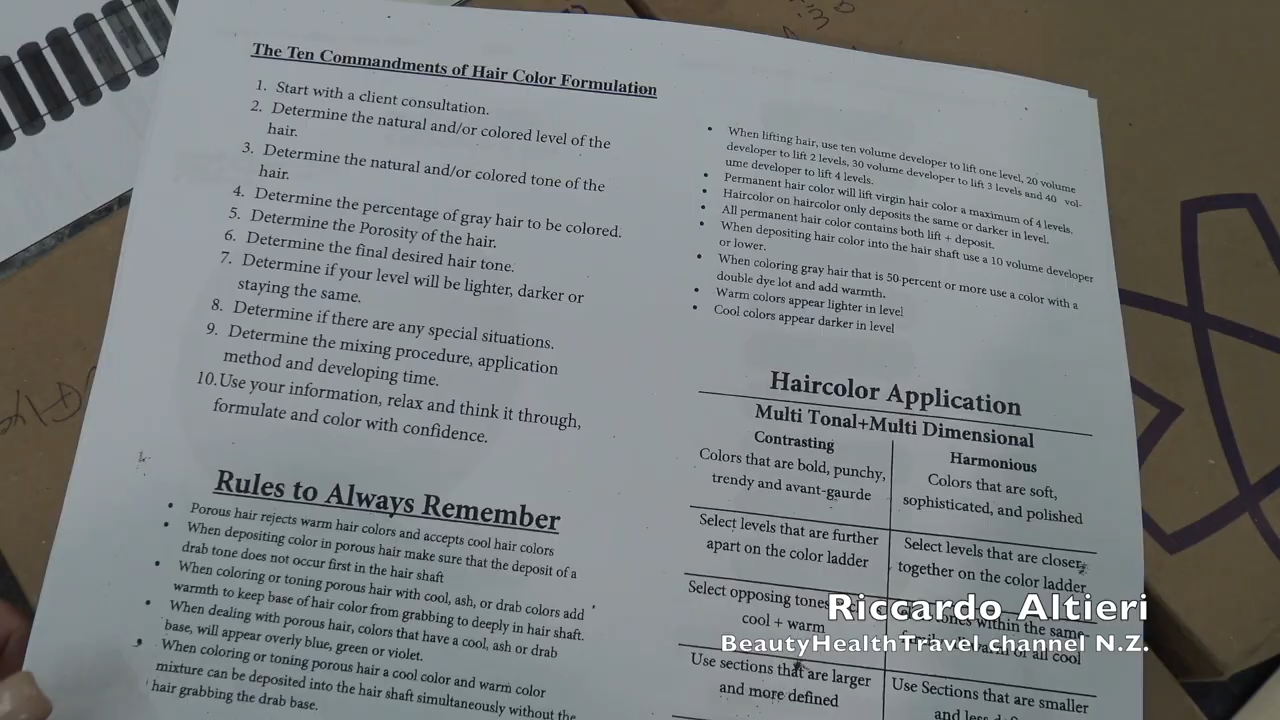 The Ten Commandments of Hair Color Formulation
1. Start with a client consultation.
2. Determine the natural and/or colored level of the
hair.
3. Determine the natural and/or colored tone of the
hair.
4. Determine the percentage of gray hair to be colored.
5. Determine the Porosity of the hair.
6. Determine the final desired hair tone.
7. Determine if your level will be lighter, darker or
staying the same.
8. Determine if there are any special situations.
9. Determine the mixing procedure, application
method and developing time.
10. Use your information, relax and think it through,
formulate and color with confidence.
Rules to Always Remember
• Porous hair rejects warm hair colors and accepts cool hair colors
• When depositing color in porous hair make sure that the deposit of a
drab tone does not occur first in the hair shaft
• When coloring or toning porous hair with cool, ash, or drab colors add
warmth to keep base of hair color from grabbing to deeply in hair shaft.
• When dealing with porous hair, colors that have a cool, ash or drab
base, will appear overly blue, green or violet.
• When coloring or toning porous hair a cool color and warm color
mixture can be deposited into the hair shaft simultaneously without the
hair grabbing the drab base.
• When lifting hair, use ten volume developer to lift one level, 20 volume
developer to lift 2 levels, 30 volume developer to lift 3 levels and 40 vol-
ume developer to lift 4 levels.
• Permanent hair color will lift virgin hair color a maximum of 4 levels.
• Haircolor on haircolor only deposits the same or darker in level.
• All permanent hair color contains both lift + deposit.
• When depositing hair color into the hair shaft use a 10 volume developer
or lower.
• When coloring gray hair that is 50 percent or more use a color with a
double dye lot and add warmth.
• Warm colors appear lighter in level
• Cool colors appear darker in level
Haircolor Application
Multi Tonal+Multi Dimensional
Contrasting
Colors that are bold, punchy,
trendy and avant-gaurde
Harmonious
Colors that are soft,
sophisticated, and polished
Select levels that are further
apart on the color ladder
Select levels that are closer
together on the color ladder
Select opposing tones
cool + warm
tones within the same
all cool
Use sections that are larger
and more defined
Use Sections that are smaller
and less
Riccardo Altieri
BeautyHealthTravel channel N.Z.